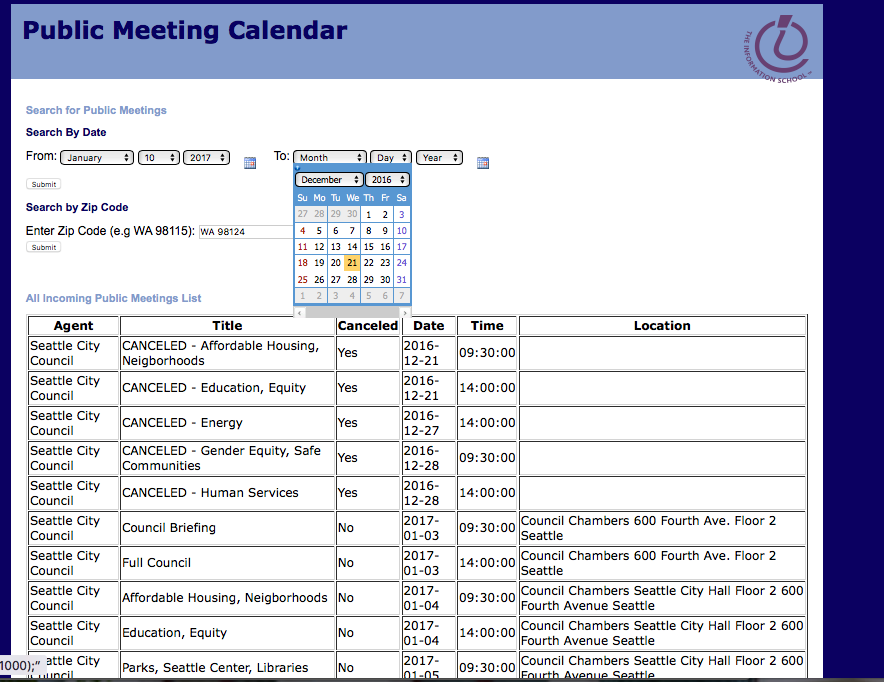 Public Meeting Calendar
THE INFORMATION SCHOOL
Search for Public Meetings
Search By Date
From: January 10 2017 To: Month Day Year
December 2016
Su Mo Tu We Th Fr Sa
27 28 29 30 1 2 3
4 5 6 7 8 9 10
11 12 13 14 15 16 17
18 19 20 21 22 23 24
25 26 27 28 29 30 31
1 2 3 4 5 6 7
Submit
Search by Zip Code
Enter Zip Code (e.g WA 98115): WA 98124
Submit
All Incoming Public Meetings List
Agent Title Canceled Date Time Location
Seattle City Council CANCELED - Affordable Housing, Neigborhoods Yes 2016-12-21 09:30:00
Seattle City Council CANCELED - Education, Equity Yes 2016-12-21 14:00:00
Seattle City Council CANCELED - Energy Yes 2016-12-27 14:00:00
Seattle City Council CANCELED - Gender Equity, Safe Communities Yes 2016-12-28 09:30:00
Seattle City Council CANCELED - Human Services Yes 2016-12-28 14:00:00
Seattle City Council Council Briefing No 2017-01-03 09:30:00 Council Chambers 600 Fourth Ave. Floor 2 Seattle
Seattle City Council Full Council No 2017-01-03 14:00:00 Council Chambers 600 Fourth Ave. Floor 2 Seattle
Seattle City Council Affordable Housing, Neigborhoods No 2017-01-04 09:30:00 Council Chambers Seattle City Hall Floor 2 600 Fourth Avenue Seattle
Seattle City Council Education, Equity No 2017-01-04 14:00:00 Council Chambers Seattle City Hall Floor 2 600 Fourth Avenue Seattle
attle City uncil Parks, Seattle Center, Libraries No 2017-01-05 09:30:00 Council Chambers Seattle City Hall Floor 2 600 Fourth Avenue Seattle
1000);"